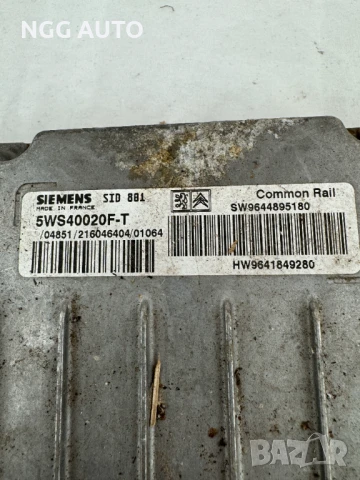 NGG AUTO
SIEMENS SID 801
MADE IN FRANCE
5WS40020F-T
/04851/216046404/01064
Common Rail
SW9644895180
HW9641849280
BAZAR